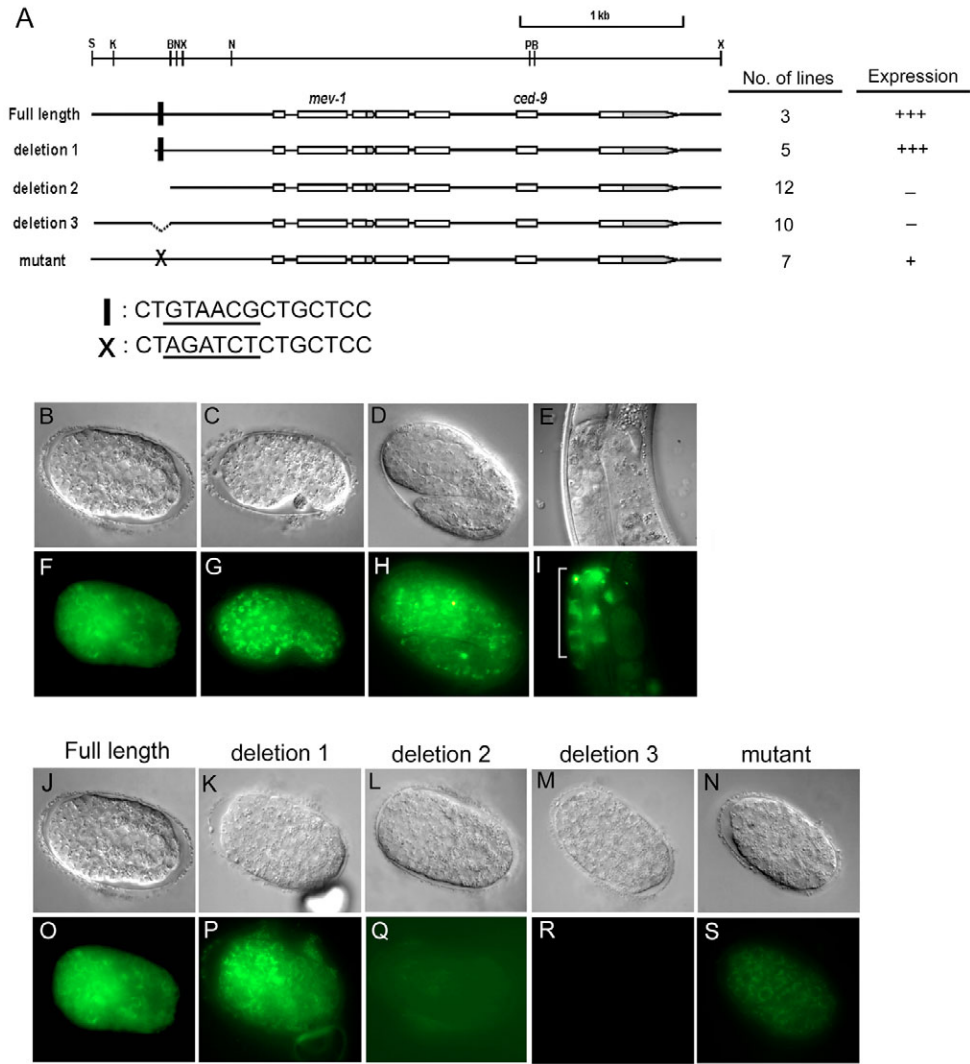 A
1 kb
S K BNX N PB X
No. of lines Expression
mev-1 ced-9
Full length 3 +++
deletion 1 5 +++
deletion 2 12 –
deletion 3 10 –
mutant X 7 +
: CTGTAACGCTGCTCC
X : CTAGATCTCTGCTCC
B C D E
F G H I
Full length deletion 1 deletion 2 deletion 3 mutant
J K L M N
O P Q R S